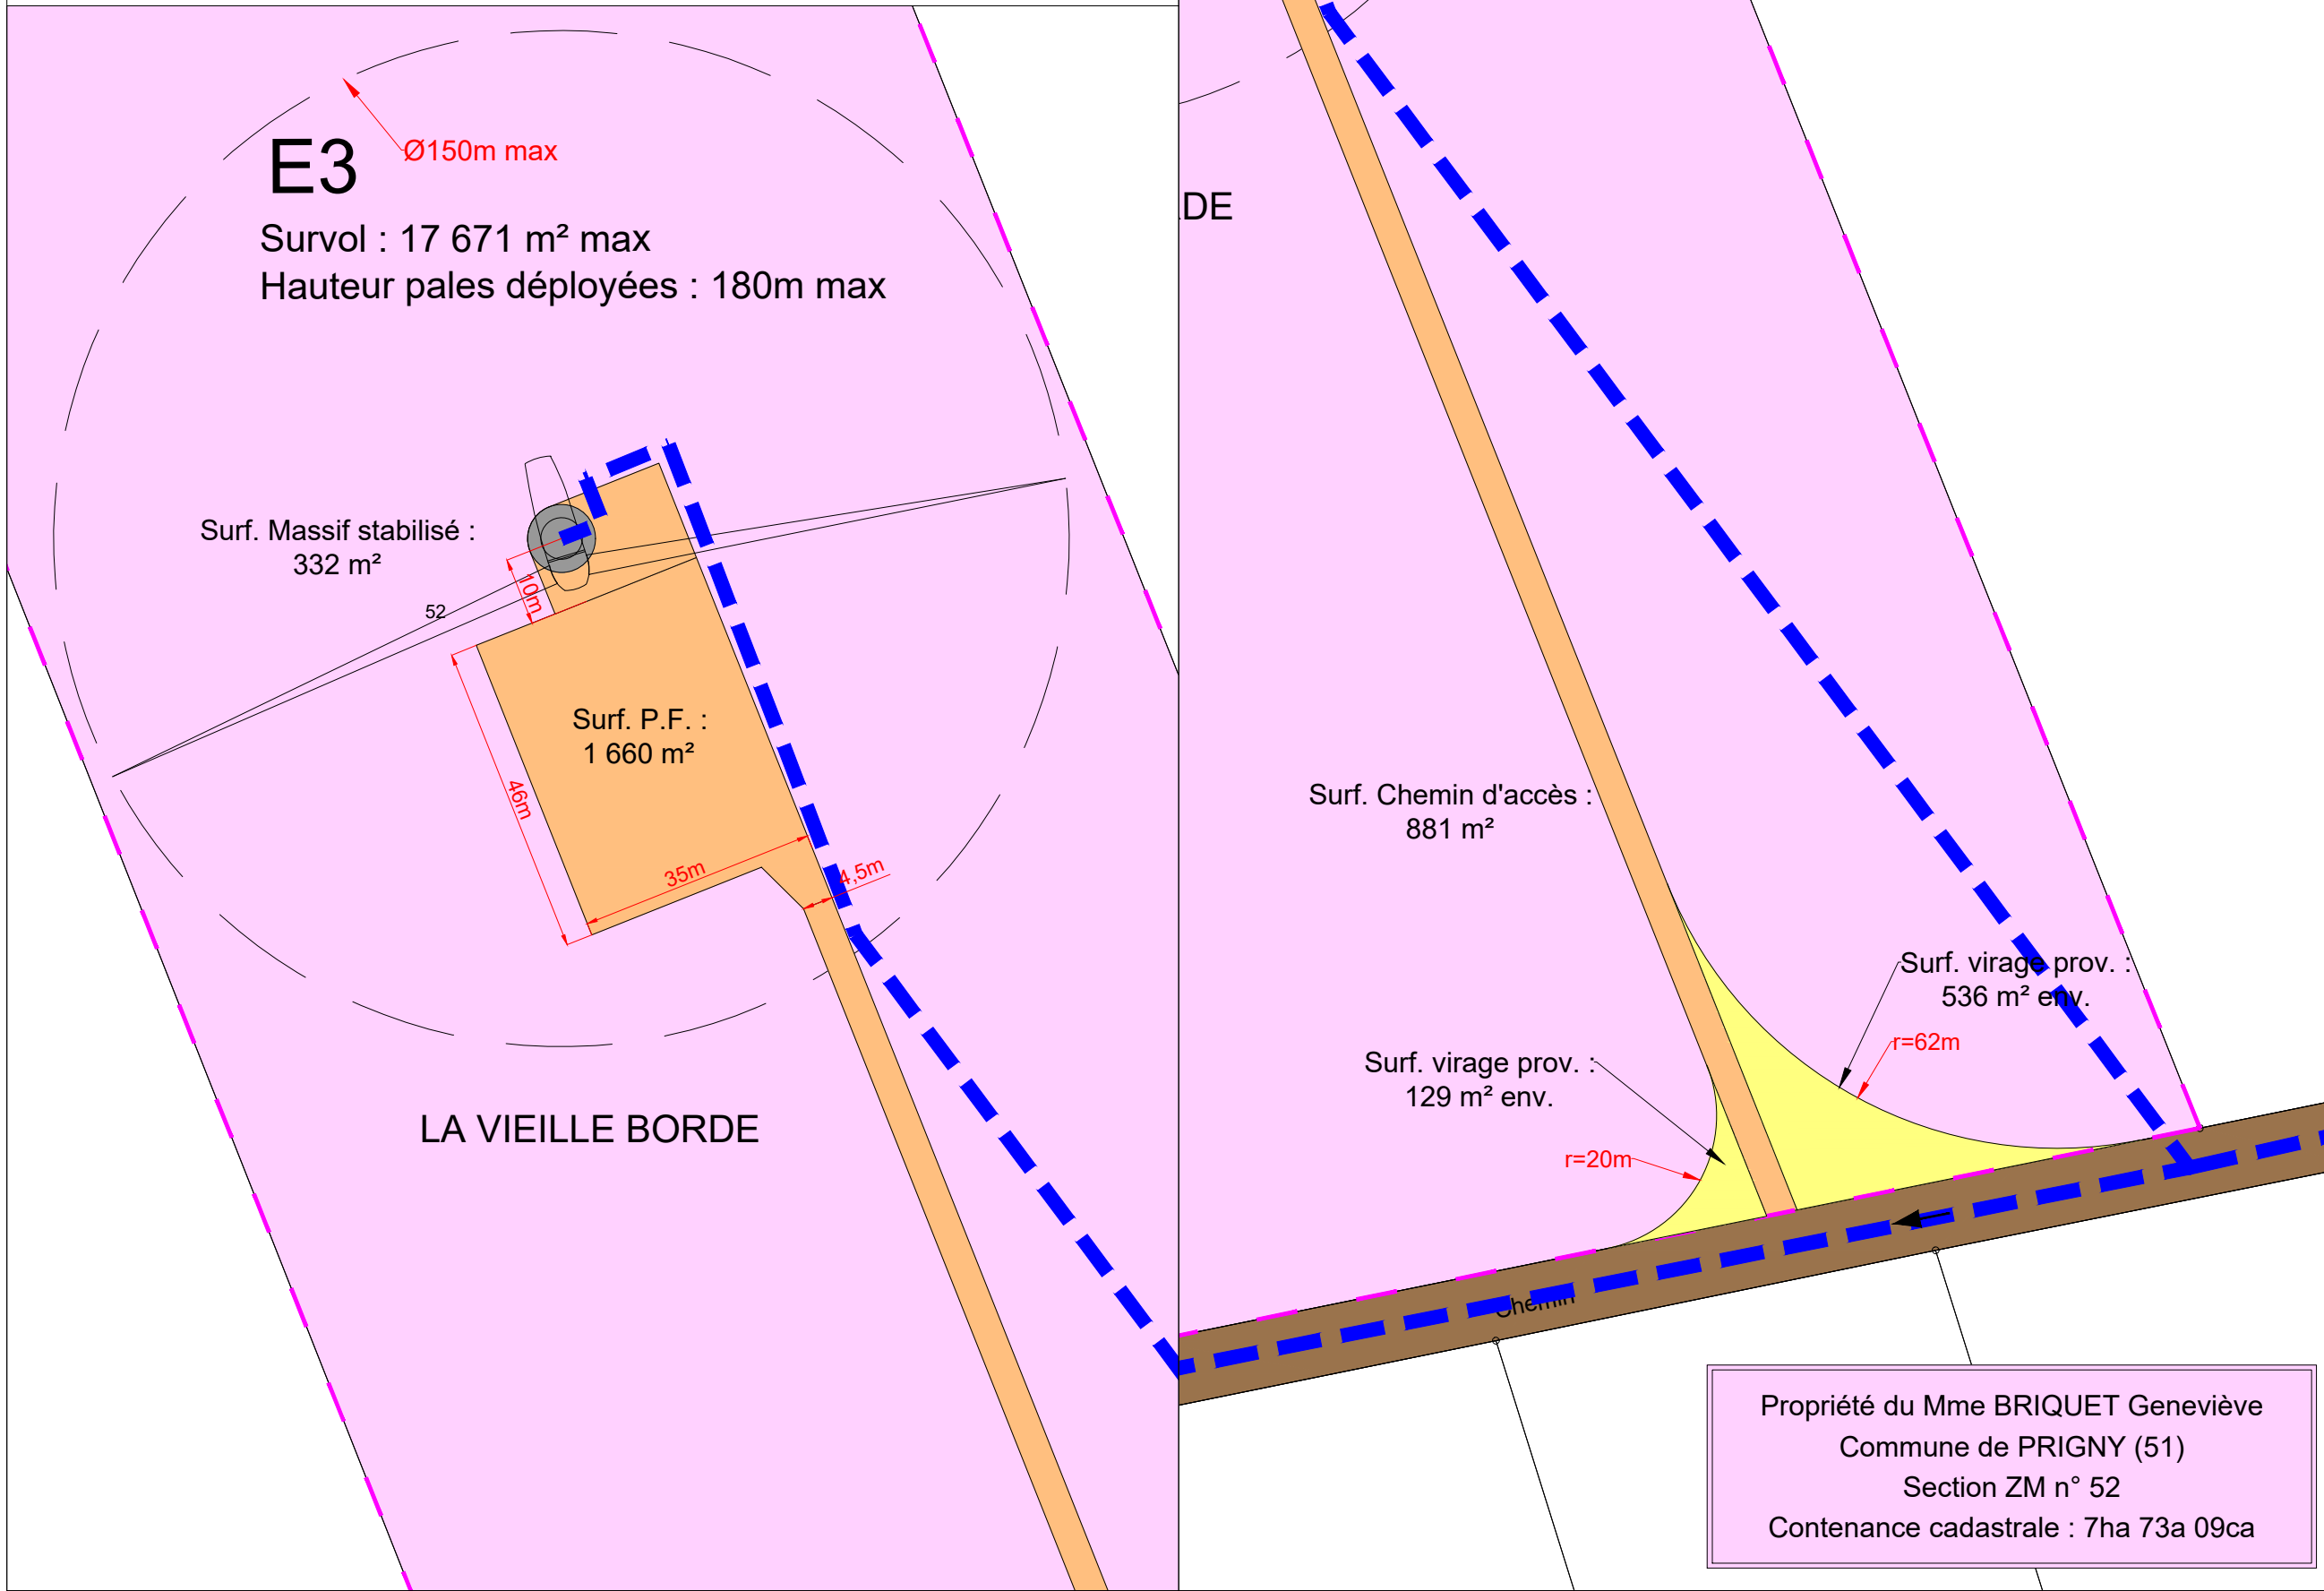 E3
Ø150m max
Survol : 17 671 m² max
Hauteur pales déployées : 180m max
Surf. Massif stabilisé :
332 m²
10m
52
Surf. P.F. :
1 660 m²
46m
35m
4,5m
LA VIEILLE BORDE
DE
Surf. Chemin d'accès :
881 m²
Surf. virage prov. :
536 m² env.
r=62m
Surf. virage prov. :
129 m² env.
r=20m
Chemin
Propriété du Mme BRIQUET Geneviève
Commune de PRIGNY (51)
Section ZM n° 52
Contenance cadastrale : 7ha 73a 09ca